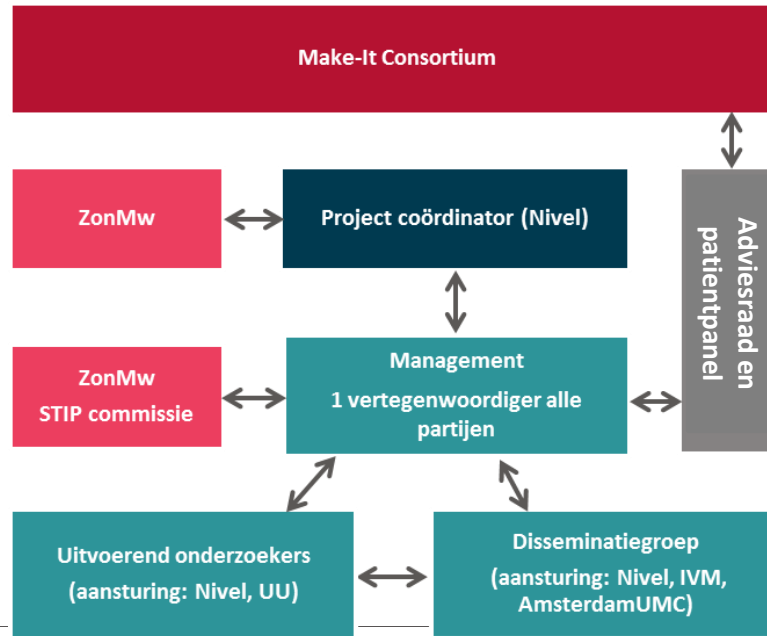 Make-It Consortium
ZonMw
Project coördinator (Nivel)
Adviesraad en
patientpanel
ZonMw
STIP commissie
Management
1 vertegenwoordiger alle
partijen
Uitvoerend onderzoekers
(aansturing: Nivel, UU)
Disseminatiegroep
(aansturing: Nivel, IVM,
AmsterdamUMC)